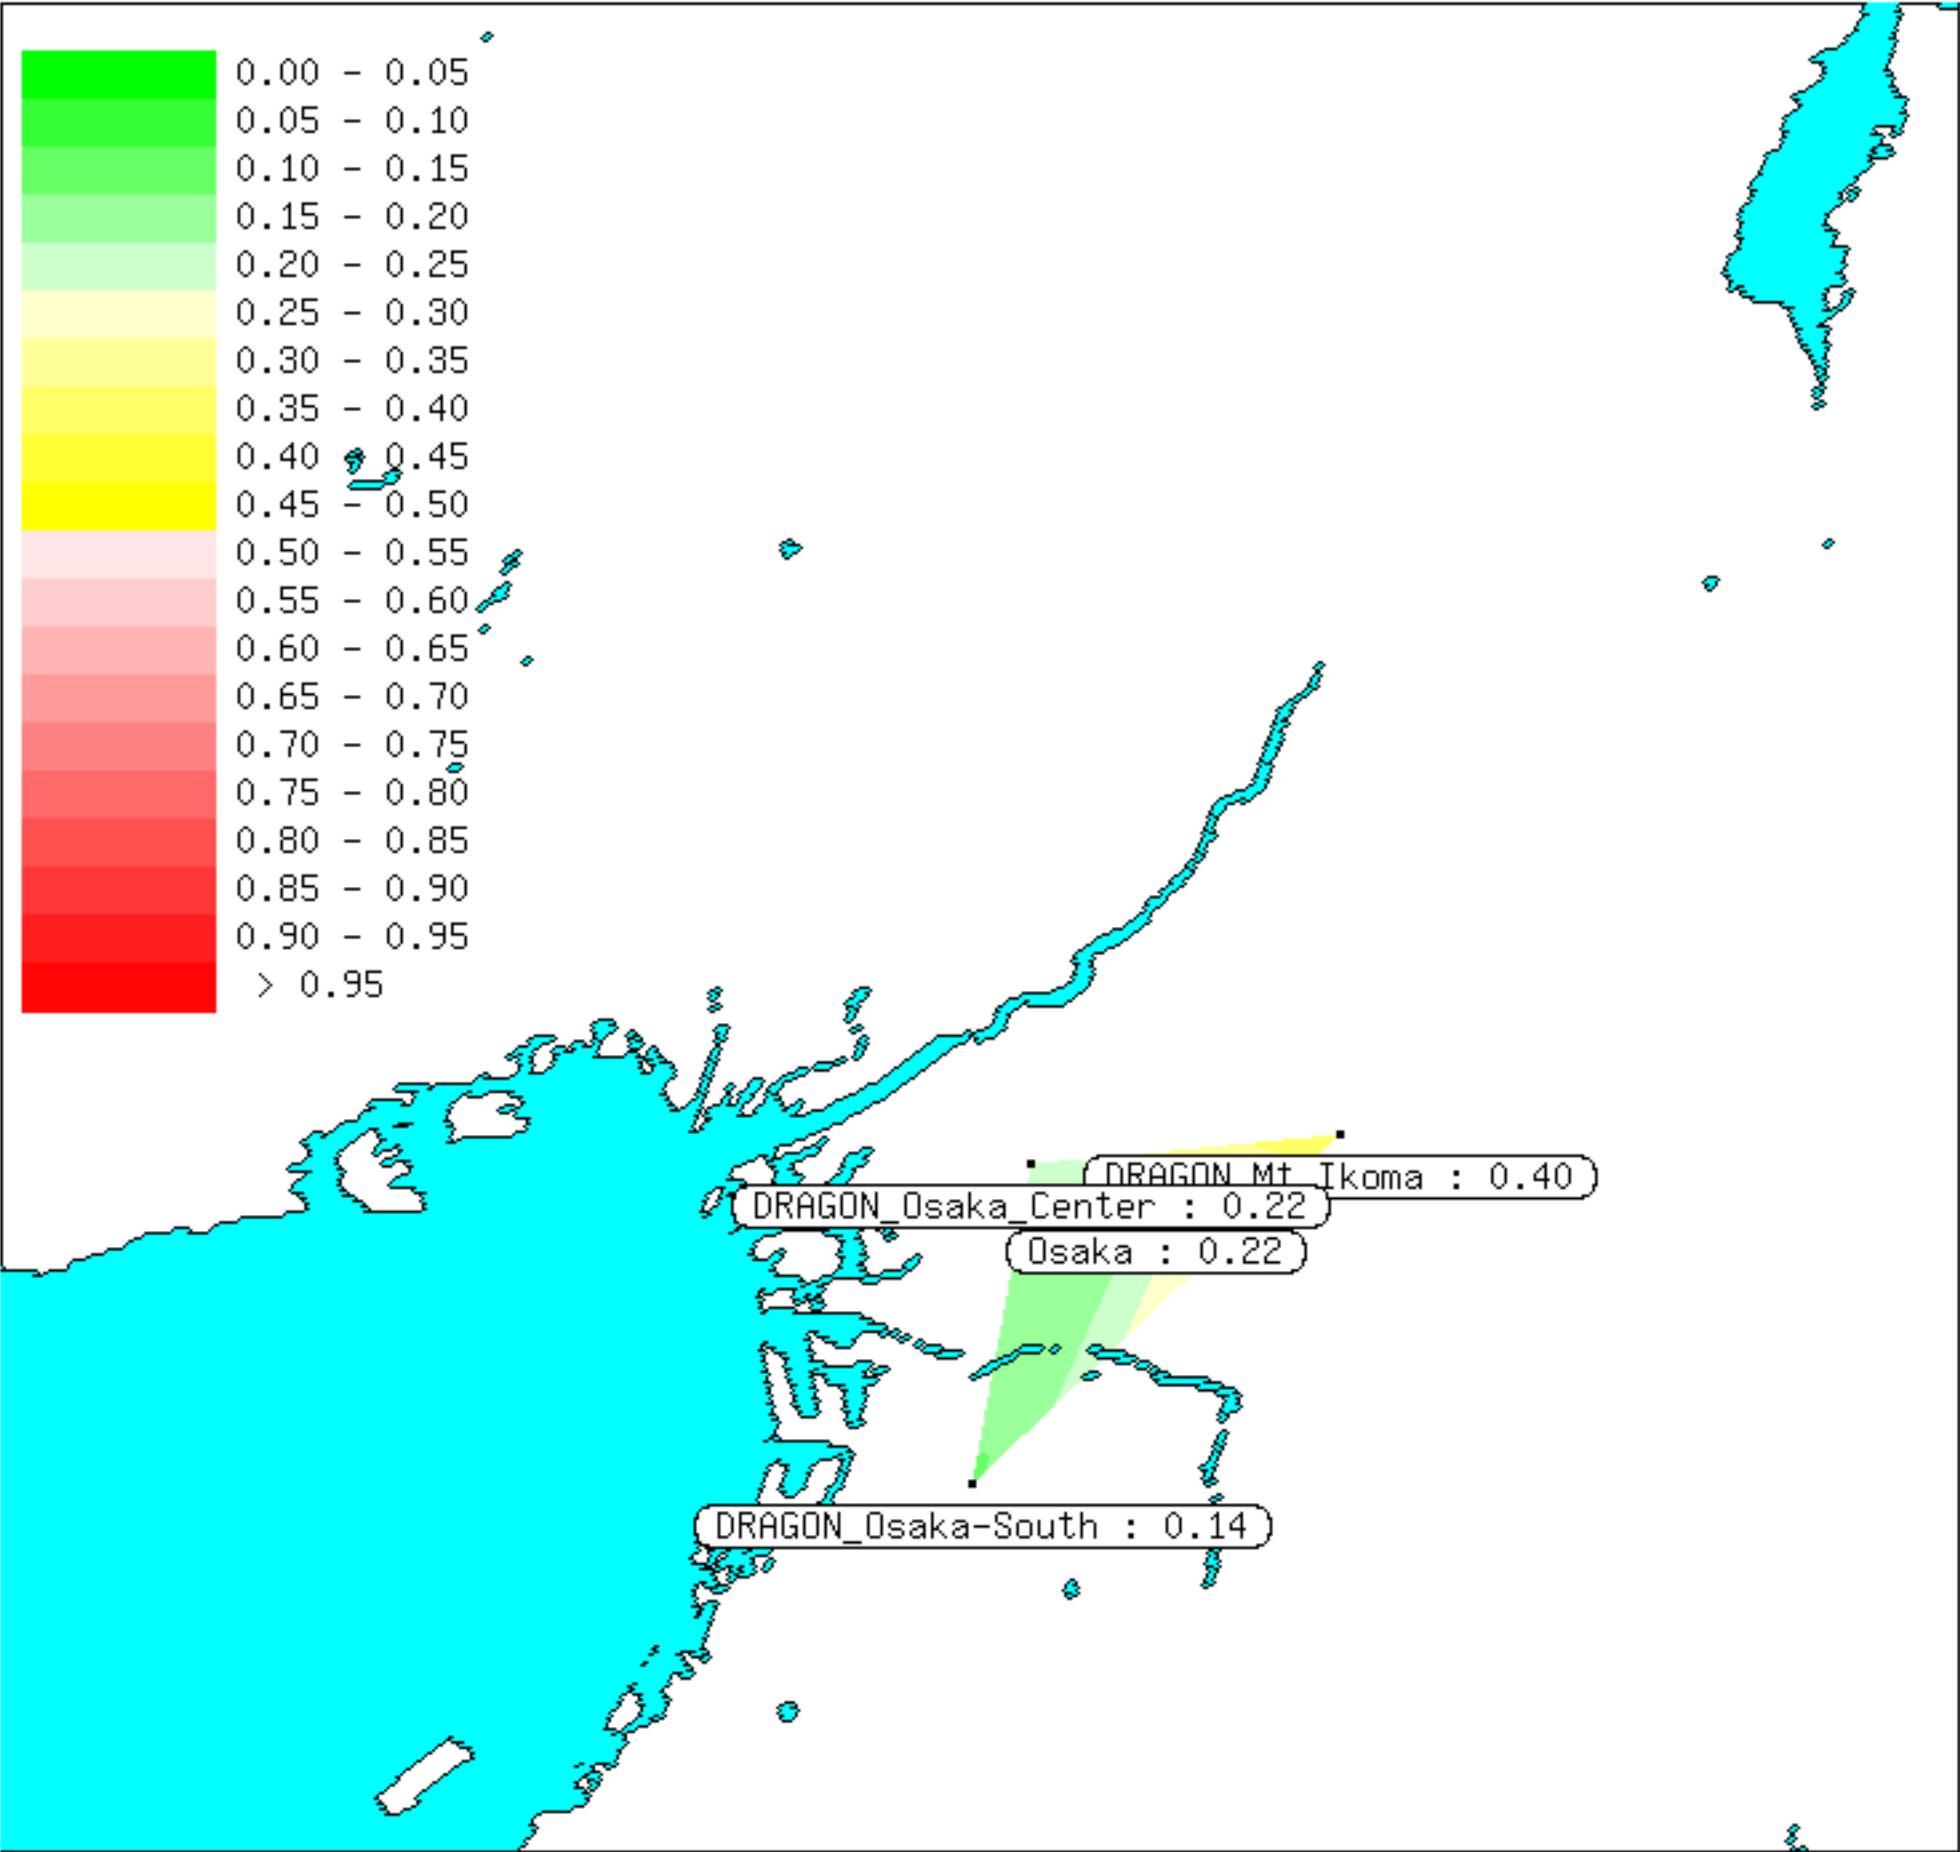 0.00 - 0.05
0.05 - 0.10
0.10 - 0.15
0.15 - 0.20
0.20 - 0.25
0.25 - 0.30
0.30 - 0.35
0.35 - 0.40
0.40 - 0.45
0.45 - 0.50
0.50 - 0.55
0.55 - 0.60
0.60 - 0.65
0.65 - 0.70
0.70 - 0.75
0.75 - 0.80
0.80 - 0.85
0.85 - 0.90
0.90 - 0.95
> 0.95
DRAGON_Mt_Ikoma : 0.40
DRAGON_Osaka_Center : 0.22
Osaka : 0.22
DRAGON_Osaka-South : 0.14